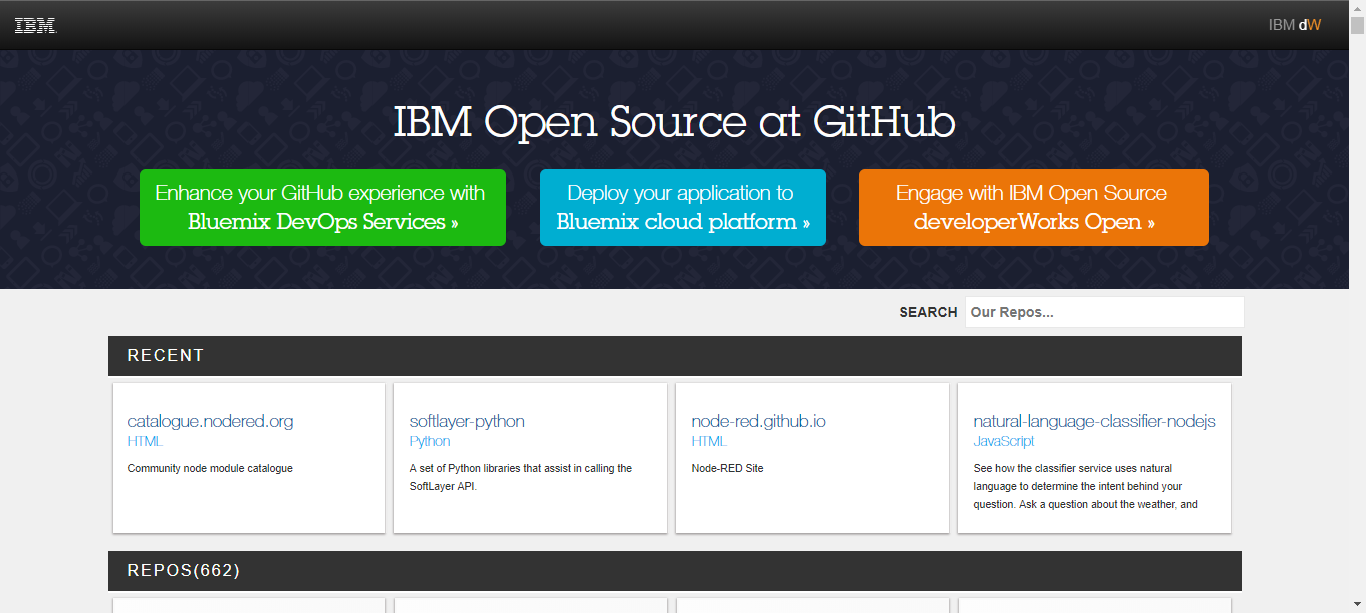 IBM
IBM dW
IBM Open Source at GitHub
Enhance your GitHub experience with
Bluemix DevOps Services »
Deploy your application to
Bluemix cloud platform »
Engage with IBM Open Source
developerWorks Open »
SEARCH Our Repos...
RECENT
catalogue.nodered.org
HTML
Community node module catalogue
softlayer-python
Python
A set of Python libraries that assist in calling the
SoftLayer API.
node-red.github.io
HTML
Node-RED Site
natural-language-classifier-nodejs
JavaScript
See how the classifier service uses natural
language to determine the intent behind your
question. Ask a question about the weather, and
REPOS(662)